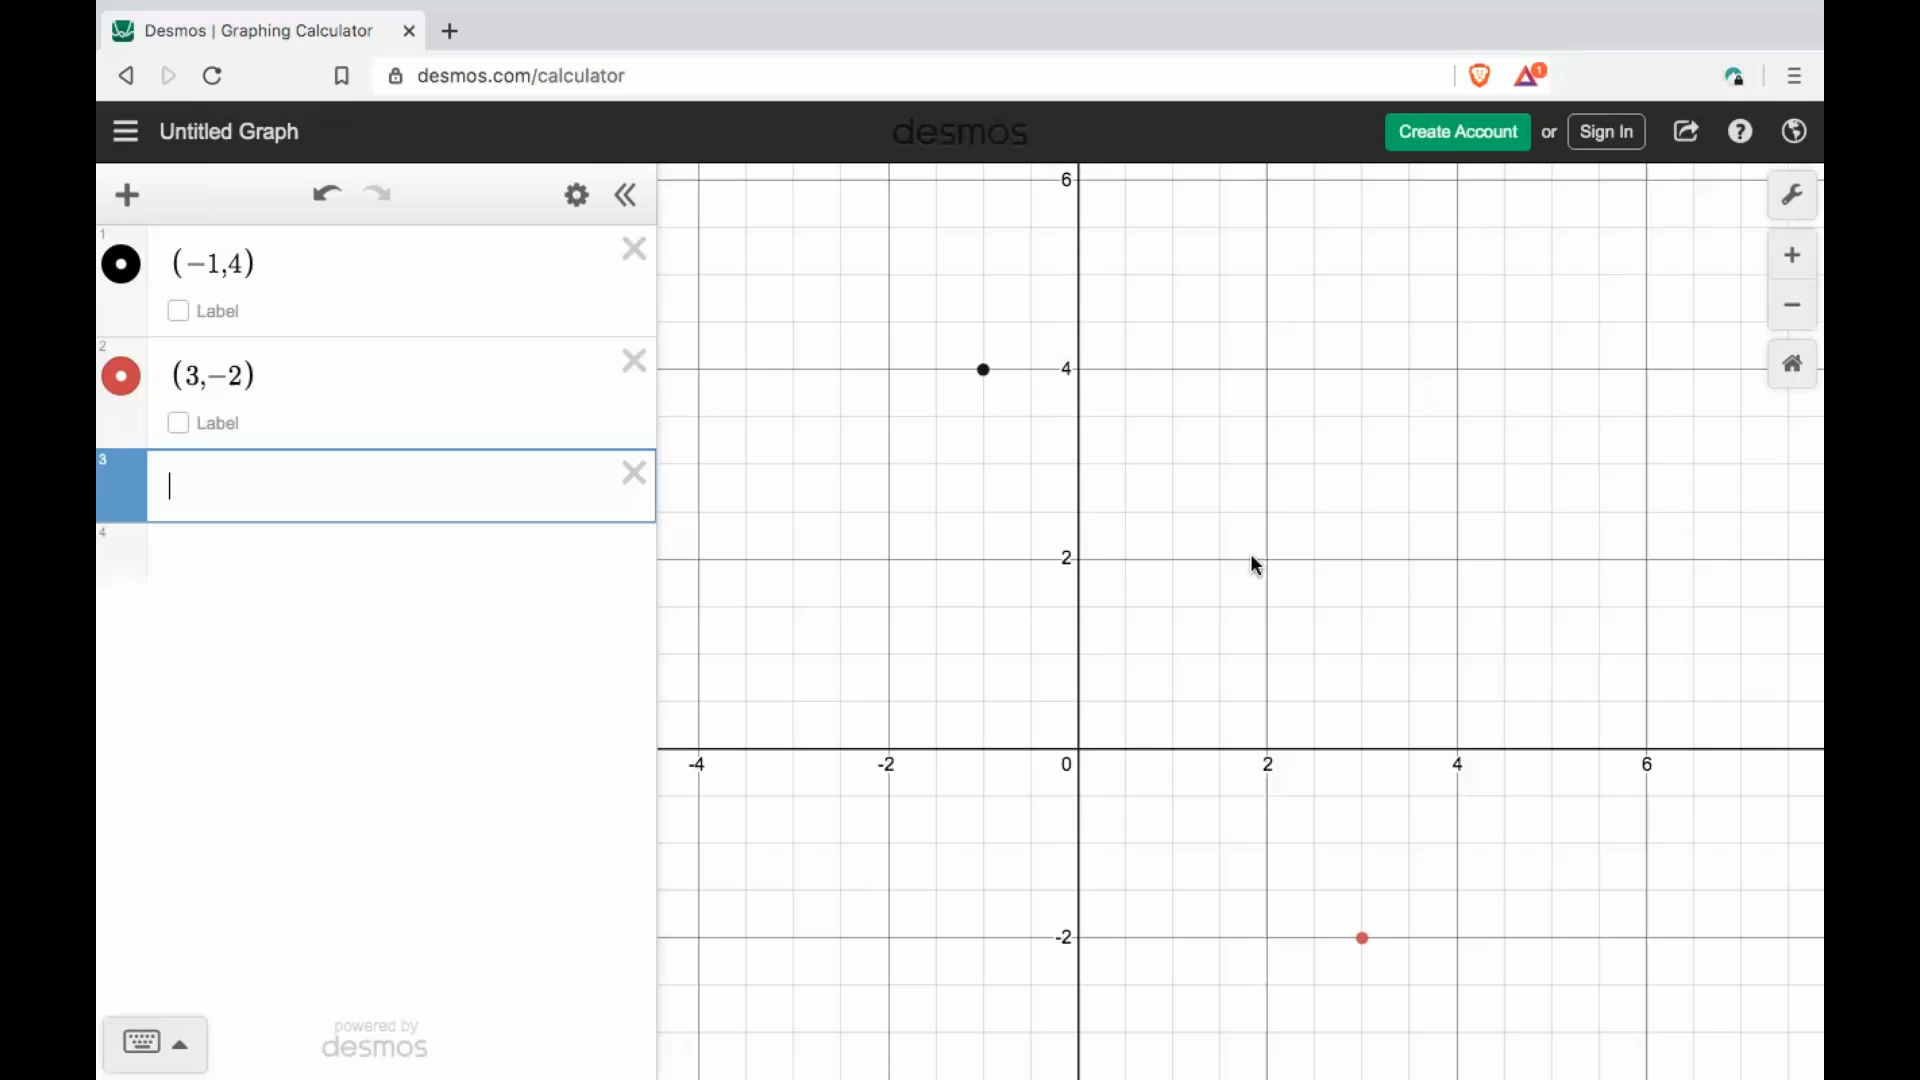 Desmos | Graphing Calculator
desmos.com/calculator
1
Untitled Graph
desmos
Create Account or Sign In
1
(−1,4)
Label
2
(3,−2)
Label
3
4
6
4
2
-4 -2 0 2 4 6
-2
powered by
desmos